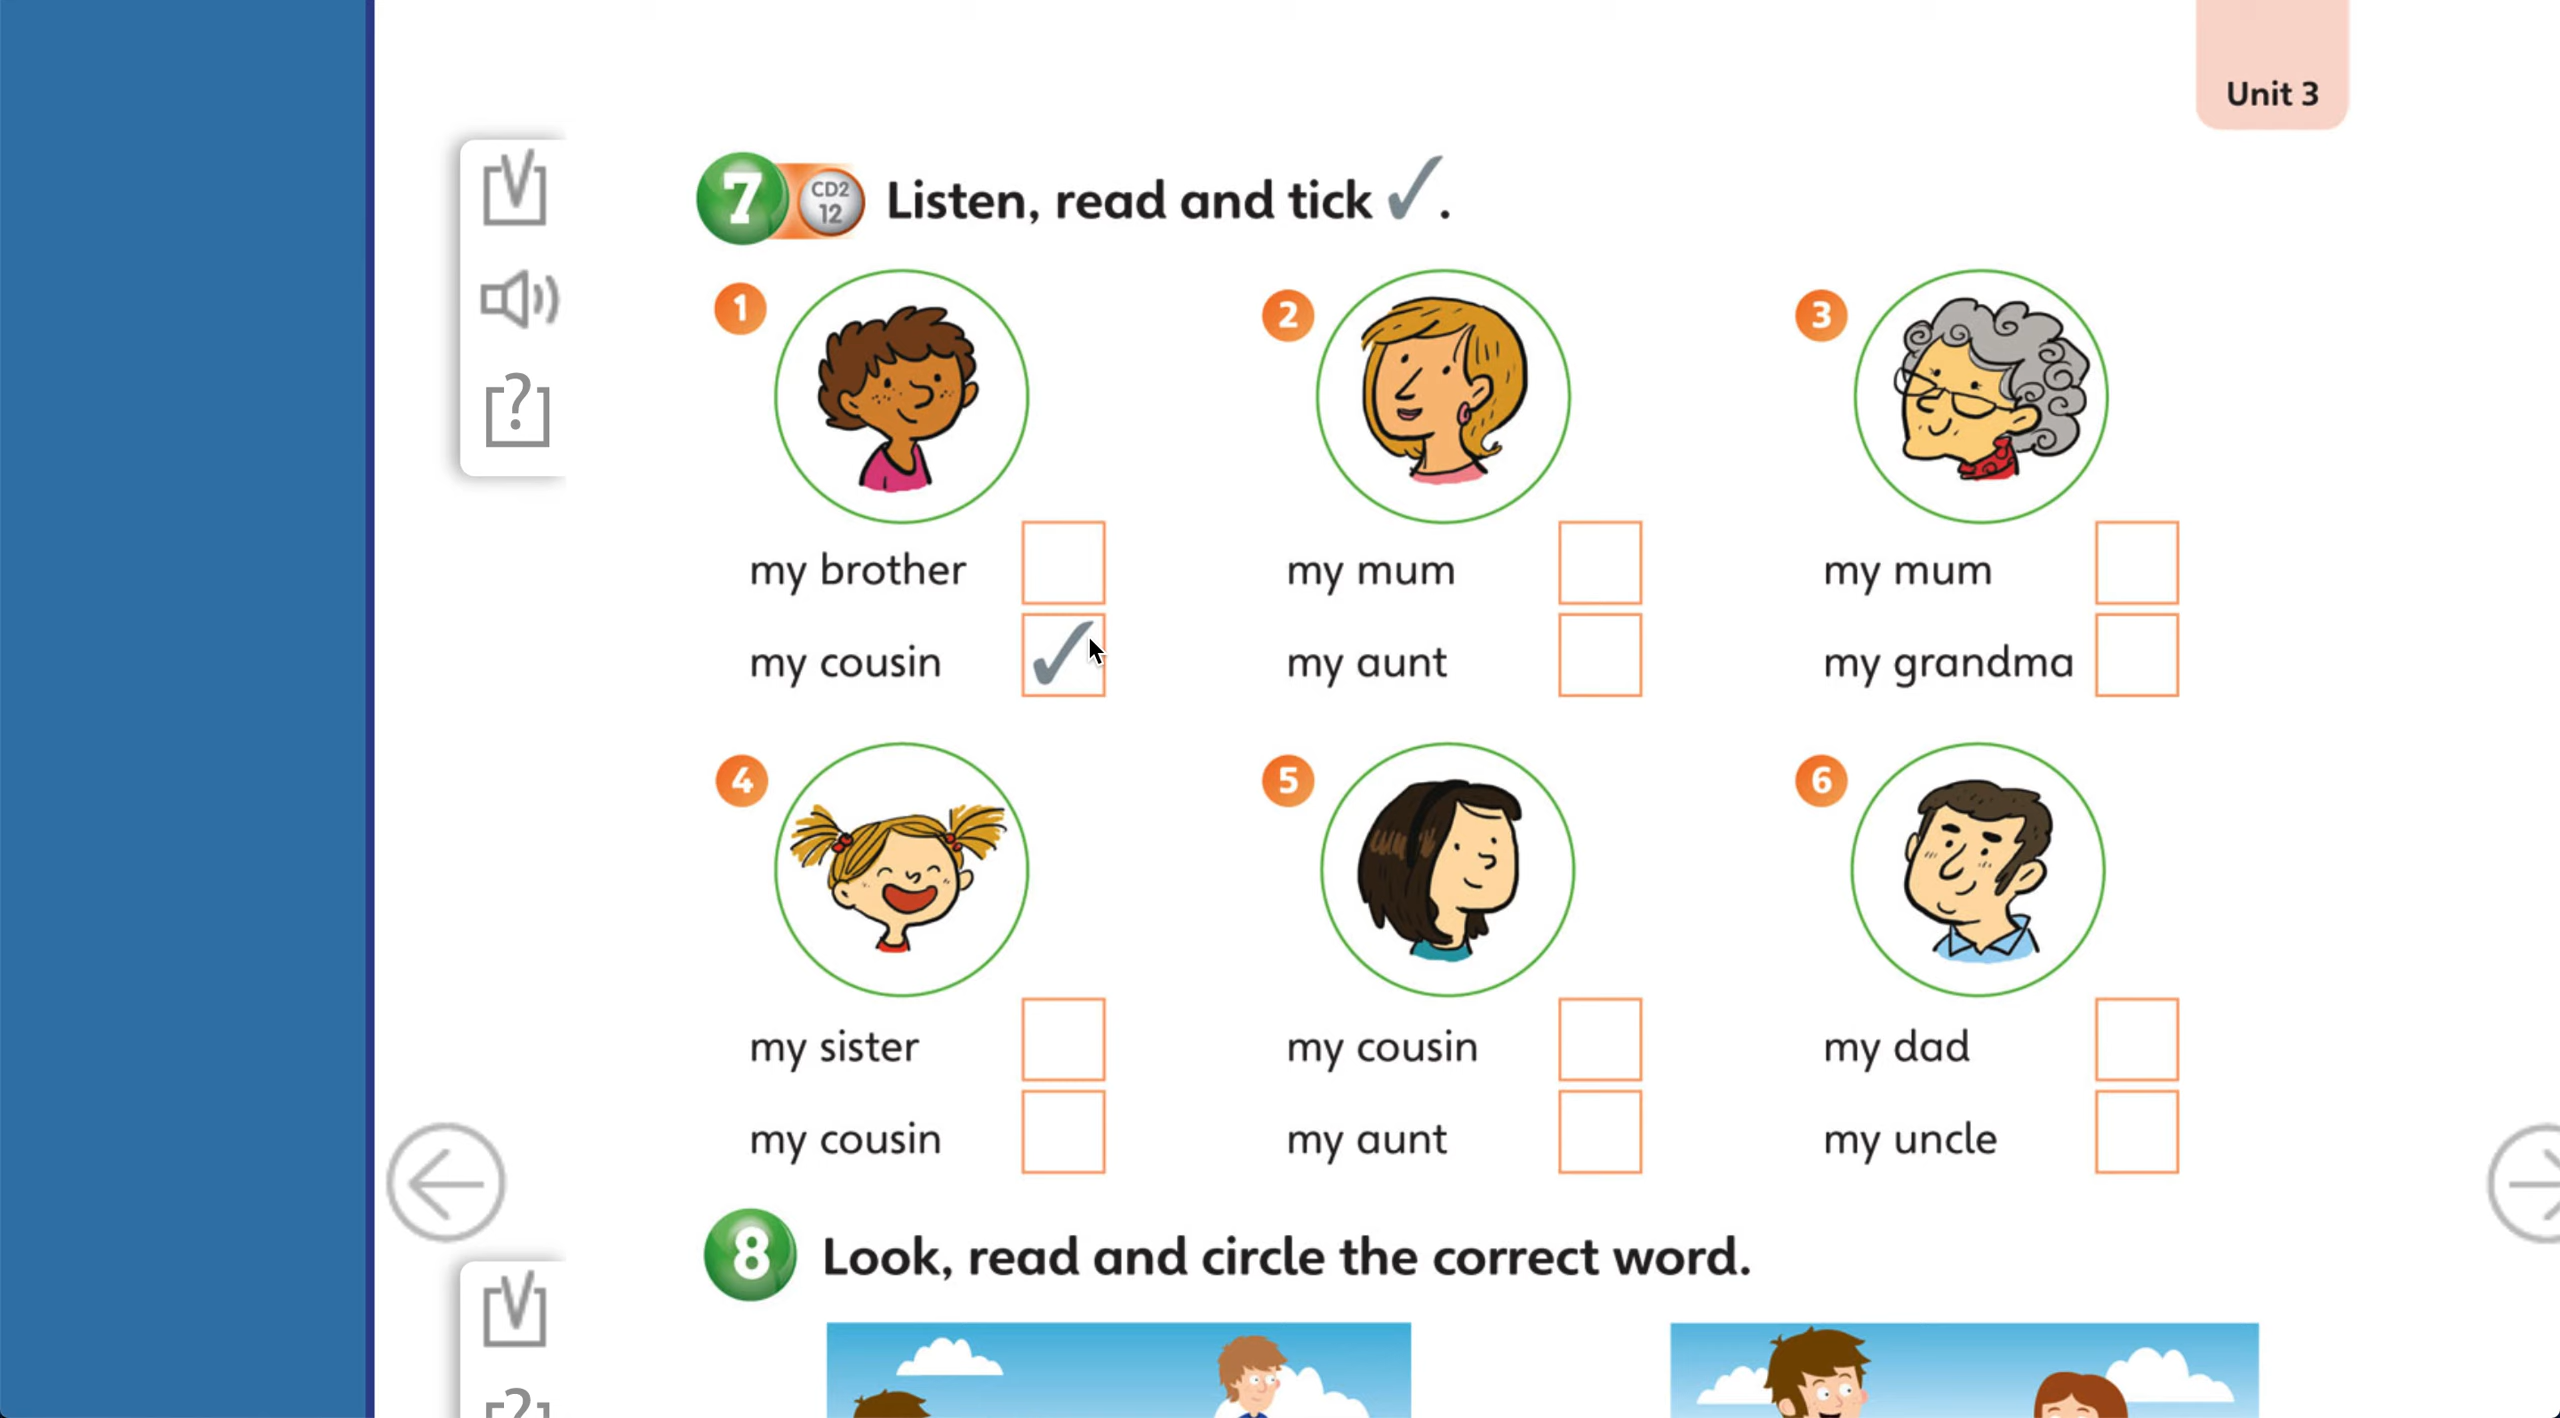 Unit 3
7 CD2 12 Listen, read and tick ✓.
1 2 3
my brother my mum my mum
my cousin ✓ my aunt my grandma
4 5 6
my sister my cousin my dad
my cousin my aunt my uncle
8 Look, read and circle the correct word.